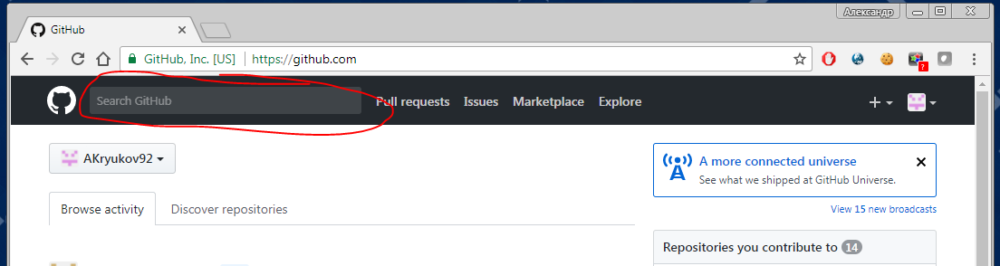 Александр
GitHub
GitHub, Inc. [US] https://github.com
Search GitHub Pull requests Issues Marketplace Explore
AKryukov92
A more connected universe
See what we shipped at GitHub Universe.
View 15 new broadcasts
Browse activity Discover repositories
Repositories you contribute to 14